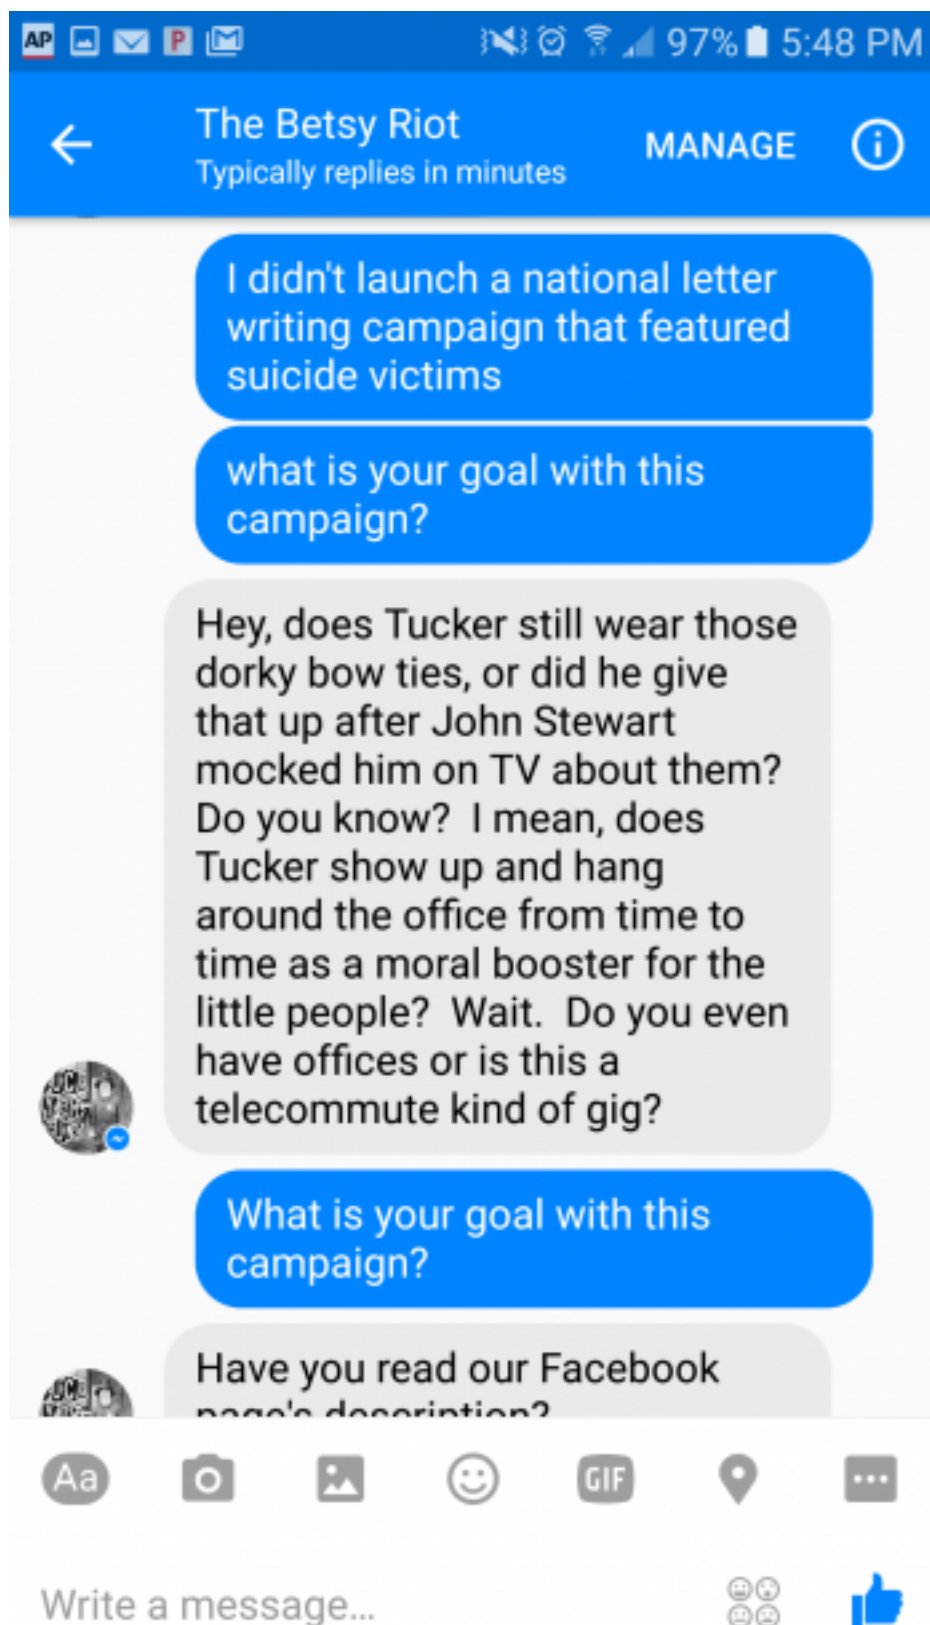 AP P M 97% 5:48 PM
The Betsy Riot
Typically replies in minutes
MANAGE
I didn't launch a national letter
writing campaign that featured
suicide victims
what is your goal with this
campaign?
Hey, does Tucker still wear those
dorky bow ties, or did he give
that up after John Stewart
mocked him on TV about them?
Do you know?  I mean, does
Tucker show up and hang
around the office from time to
time as a moral booster for the
little people?  Wait.  Do you even
have offices or is this a
telecommute kind of gig?
What is your goal with this
campaign?
Have you read our Facebook
page's description?
Aa GIF
Write a message...